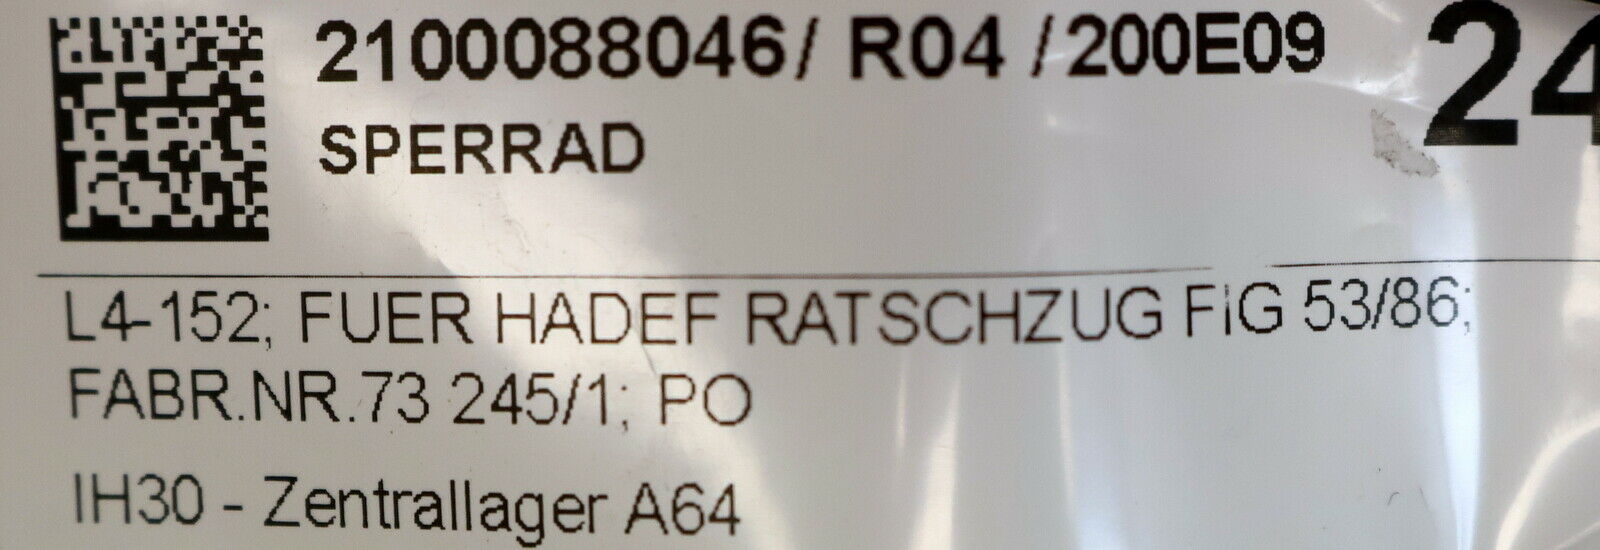 2100088046/ R04 /200E09 24
SPERRAD
L4-152; FUER HADEF RATSCHZUG FiG 53/86;
FABR.NR.73 245/1; PO
IH30 - Zentrallager A64